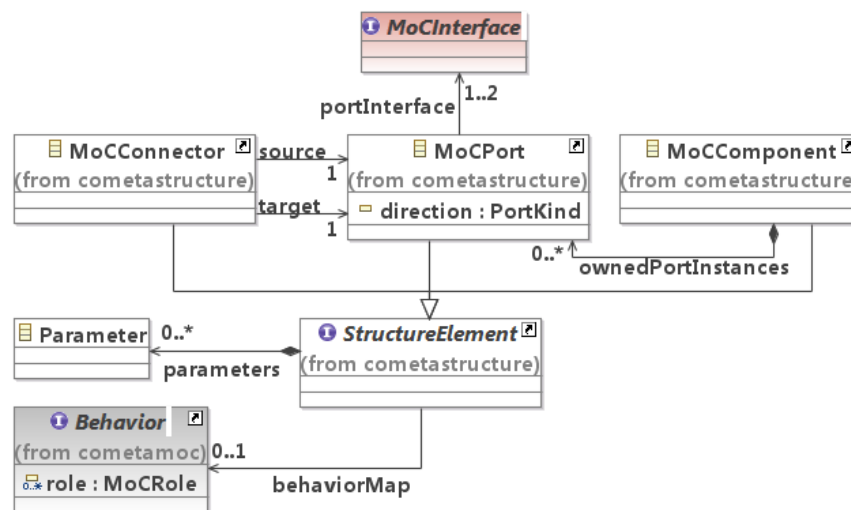 MoCInterface
1..2
portInterface
MoCConnector
(from cometastructure)
source
1
target
1
MoCPort
(from cometastructure)
direction : PortKind
MoCComponent
(from cometastructure)
0..*
ownedPortInstances
Parameter
0..*
parameters
StructureElement
(from cometastructure)
Behavior
(from cometamoc)
0..*
role : MoCRole
0..1
behaviorMap